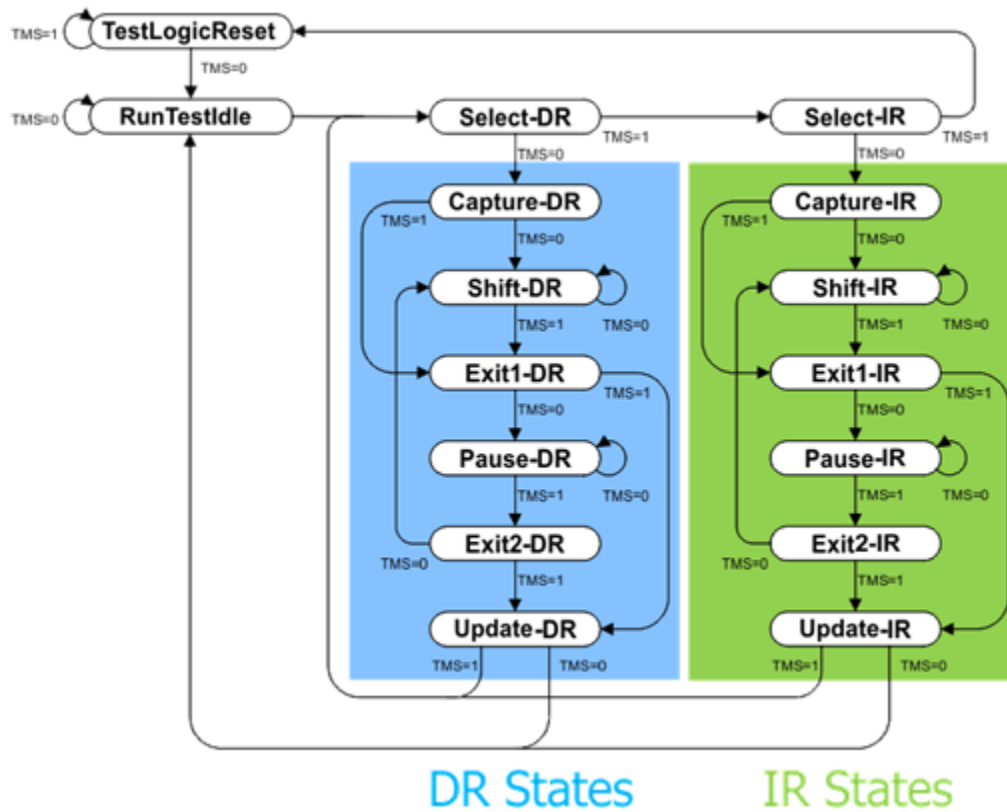 TestLogicReset
TMS=1
TMS=0
RunTestIdle
TMS=0
Select-DR
TMS=1
TMS=0
Select-IR
TMS=1
TMS=0
Capture-DR
TMS=1
TMS=0
Shift-DR
TMS=0
TMS=1
Exit1-DR
TMS=1
TMS=0
Pause-DR
TMS=0
TMS=1
Exit2-DR
TMS=0
TMS=1
Update-DR
TMS=1
TMS=0
Capture-IR
TMS=1
TMS=0
Shift-IR
TMS=0
TMS=1
Exit1-IR
TMS=1
TMS=0
Pause-IR
TMS=0
TMS=1
Exit2-IR
TMS=0
TMS=1
Update-IR
TMS=1
TMS=0
DR States
IR States